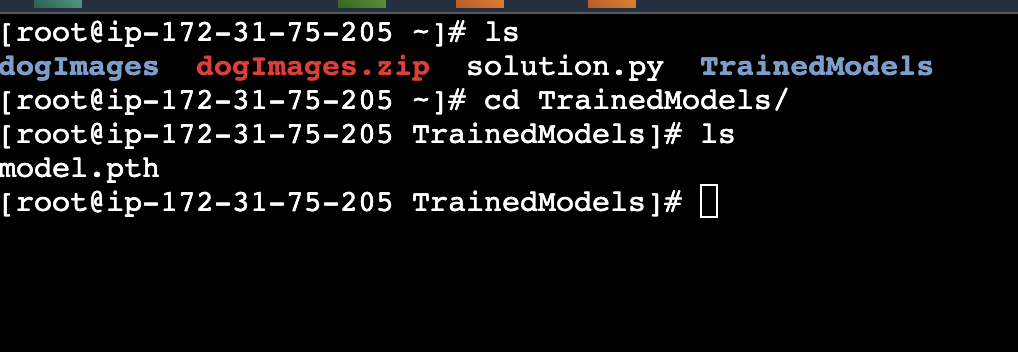 [root@ip-172-31-75-205 ~]# ls
dogImages  dogImages.zip  solution.py  TrainedModels
[root@ip-172-31-75-205 ~]# cd TrainedModels/
[root@ip-172-31-75-205 TrainedModels]# ls
model.pth
[root@ip-172-31-75-205 TrainedModels]#